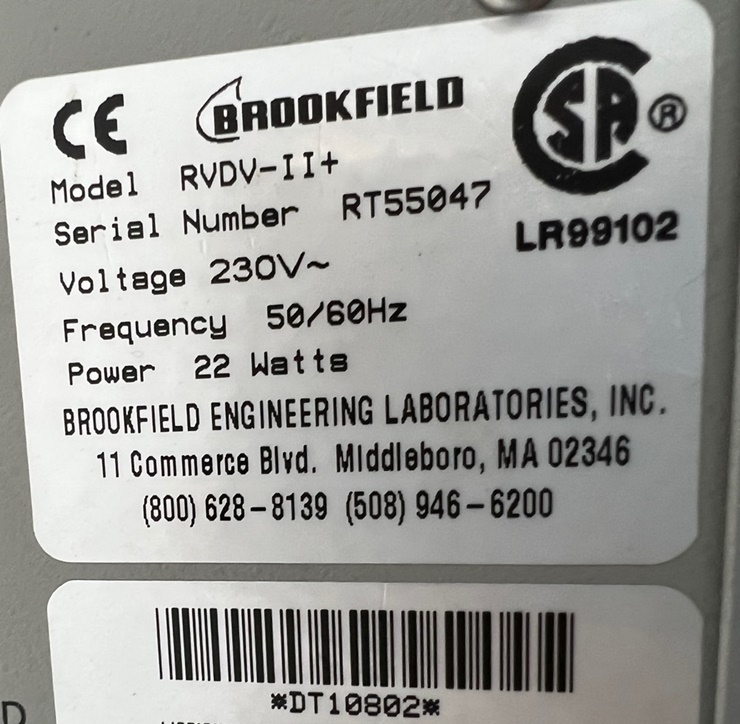 CE BROOKFIELD
CSA ®
LR99102
Model RVDV-II+
Serial Number RT55047
Voltage 230V~
Frequency 50/60Hz
Power 22 Watts
BROOKFIELD ENGINEERING LABORATORIES, INC.
11 Commerce Blvd. Middleboro, MA 02346
(800) 628-8139 (508) 946-6200
*DT10802*
D